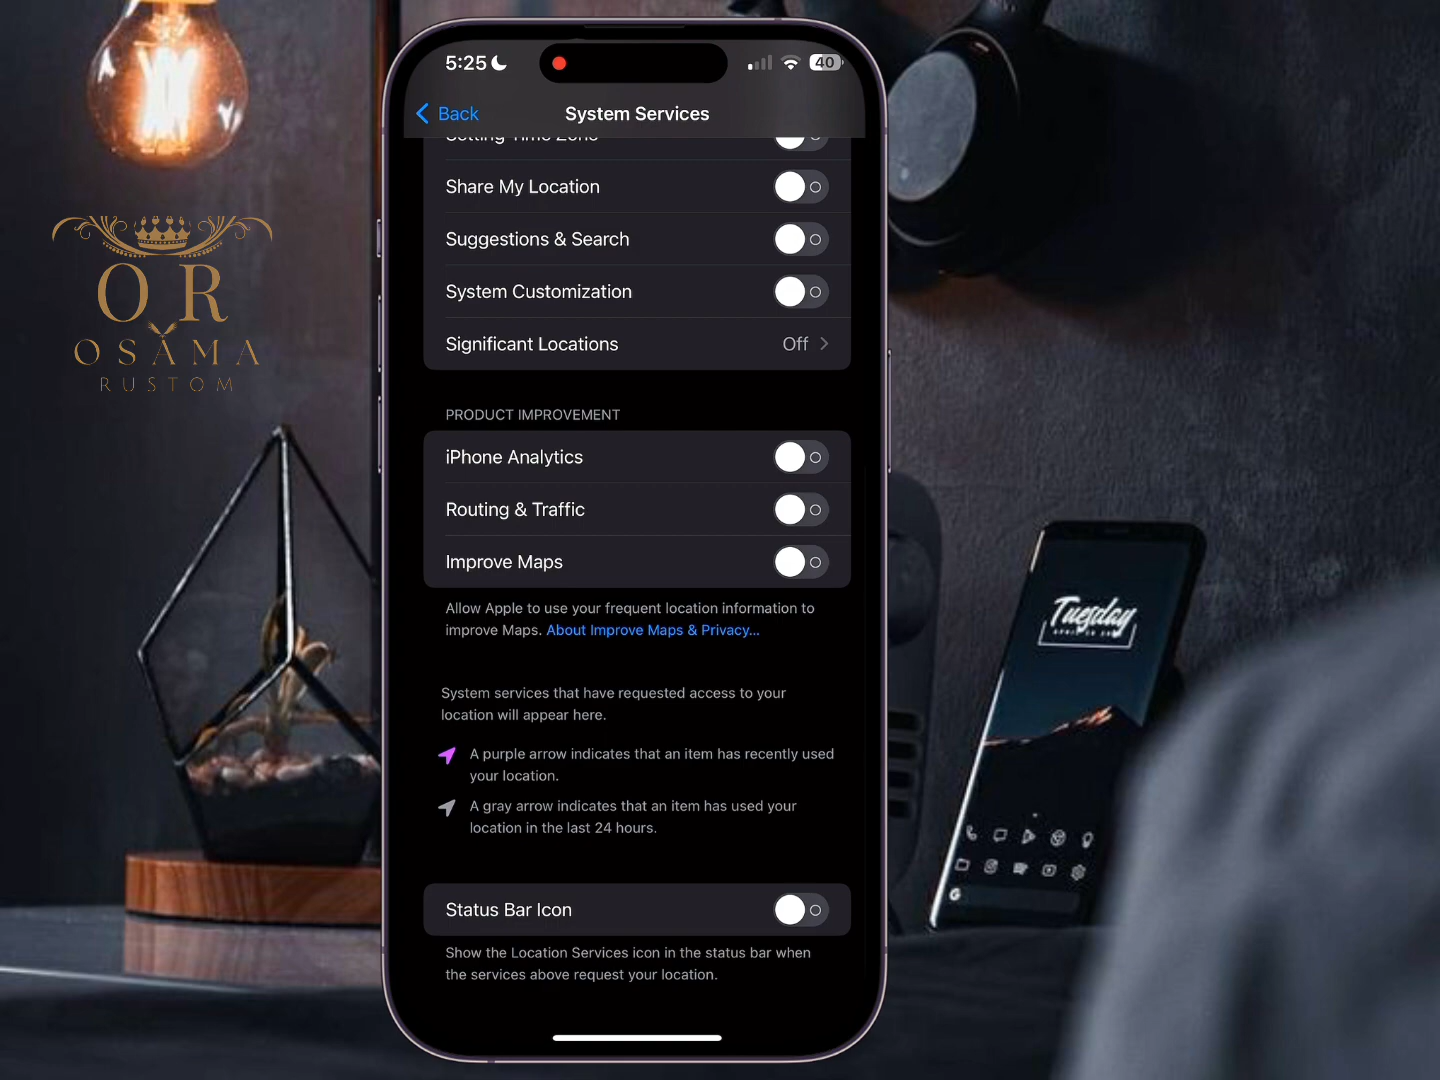 5:25
40
Back
System Services
Setting Time Zone
Share My Location
Suggestions & Search
System Customization
Significant Locations Off
PRODUCT IMPROVEMENT
iPhone Analytics
Routing & Traffic
Improve Maps
Allow Apple to use your frequent location information to
improve Maps. About Improve Maps & Privacy...
System services that have requested access to your
location will appear here.
A purple arrow indicates that an item has recently used
your location.
A gray arrow indicates that an item has used your
location in the last 24 hours.
Status Bar Icon
Show the Location Services icon in the status bar when
the services above request your location.
O R
OSAMA
RUSTOM
Tuesday
G